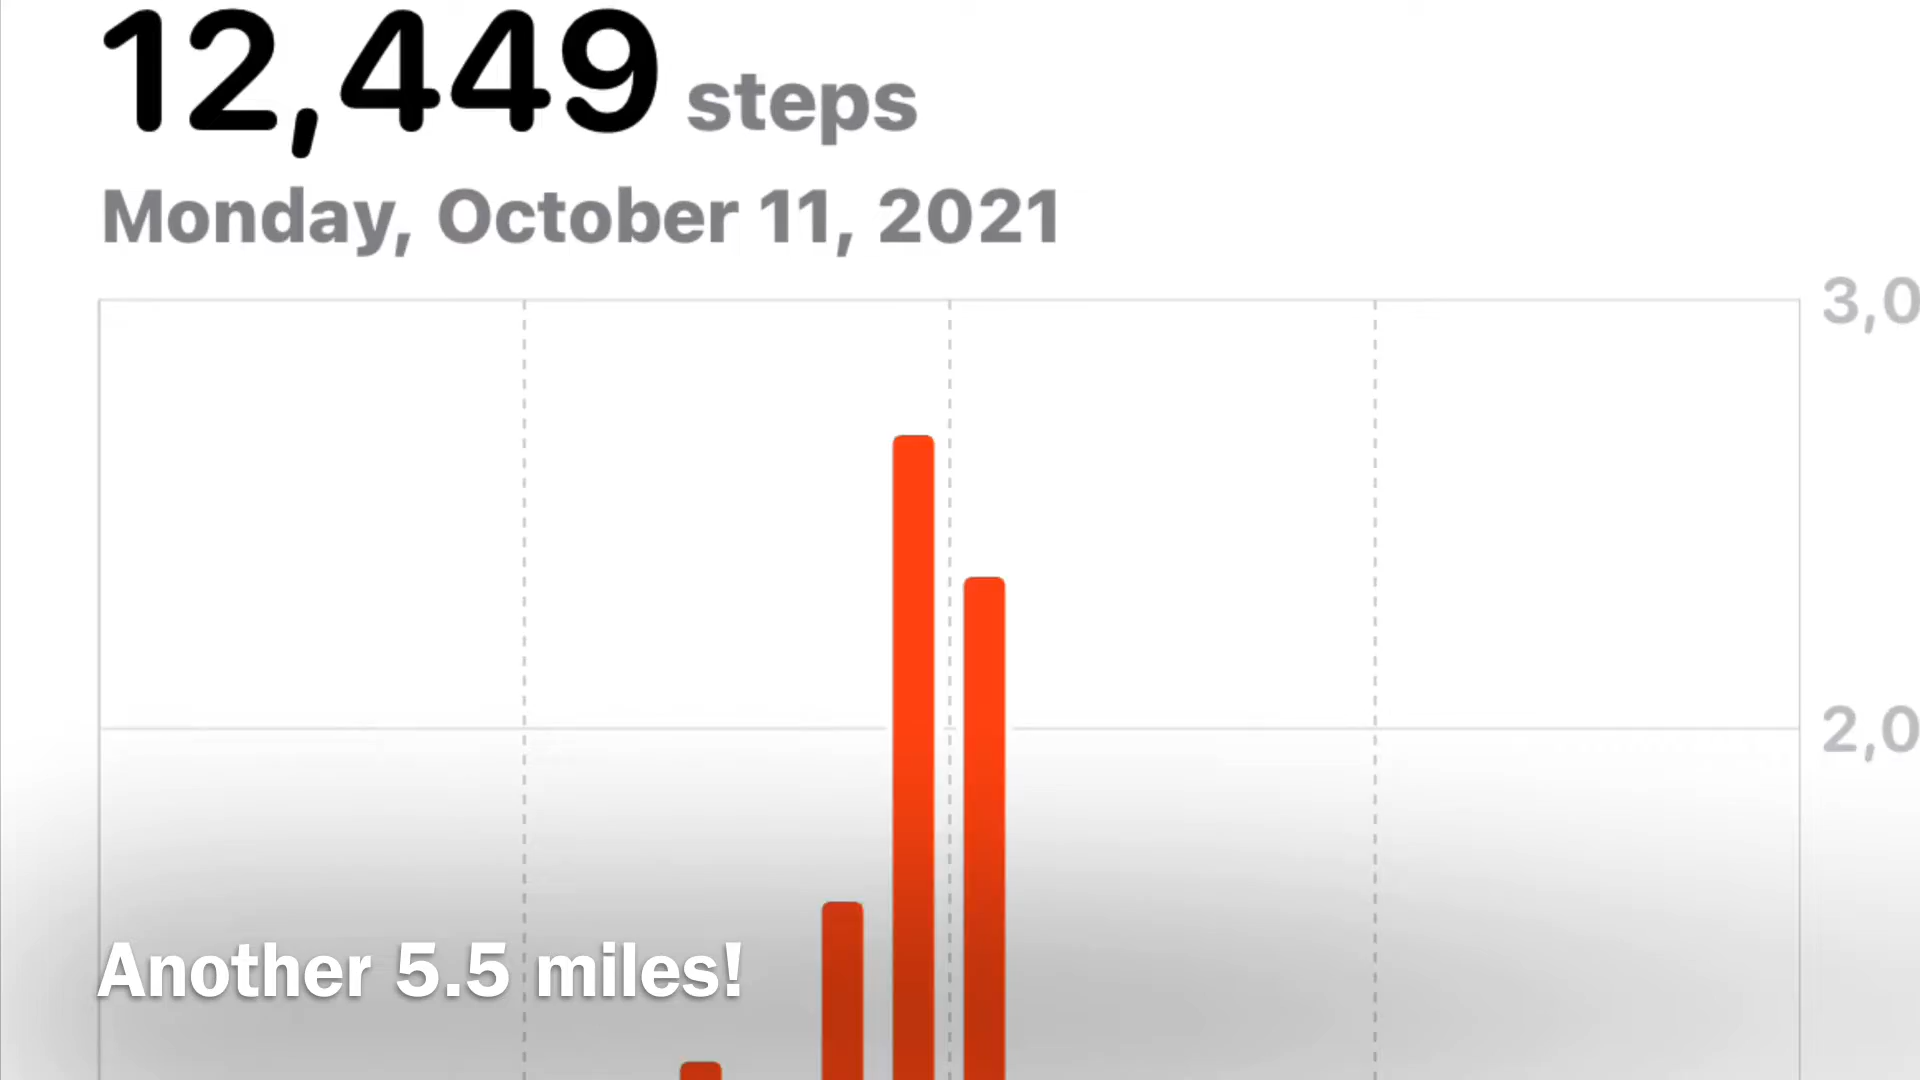 12,449 steps
Monday, October 11, 2021
3,0
2,0
Another 5.5 miles!